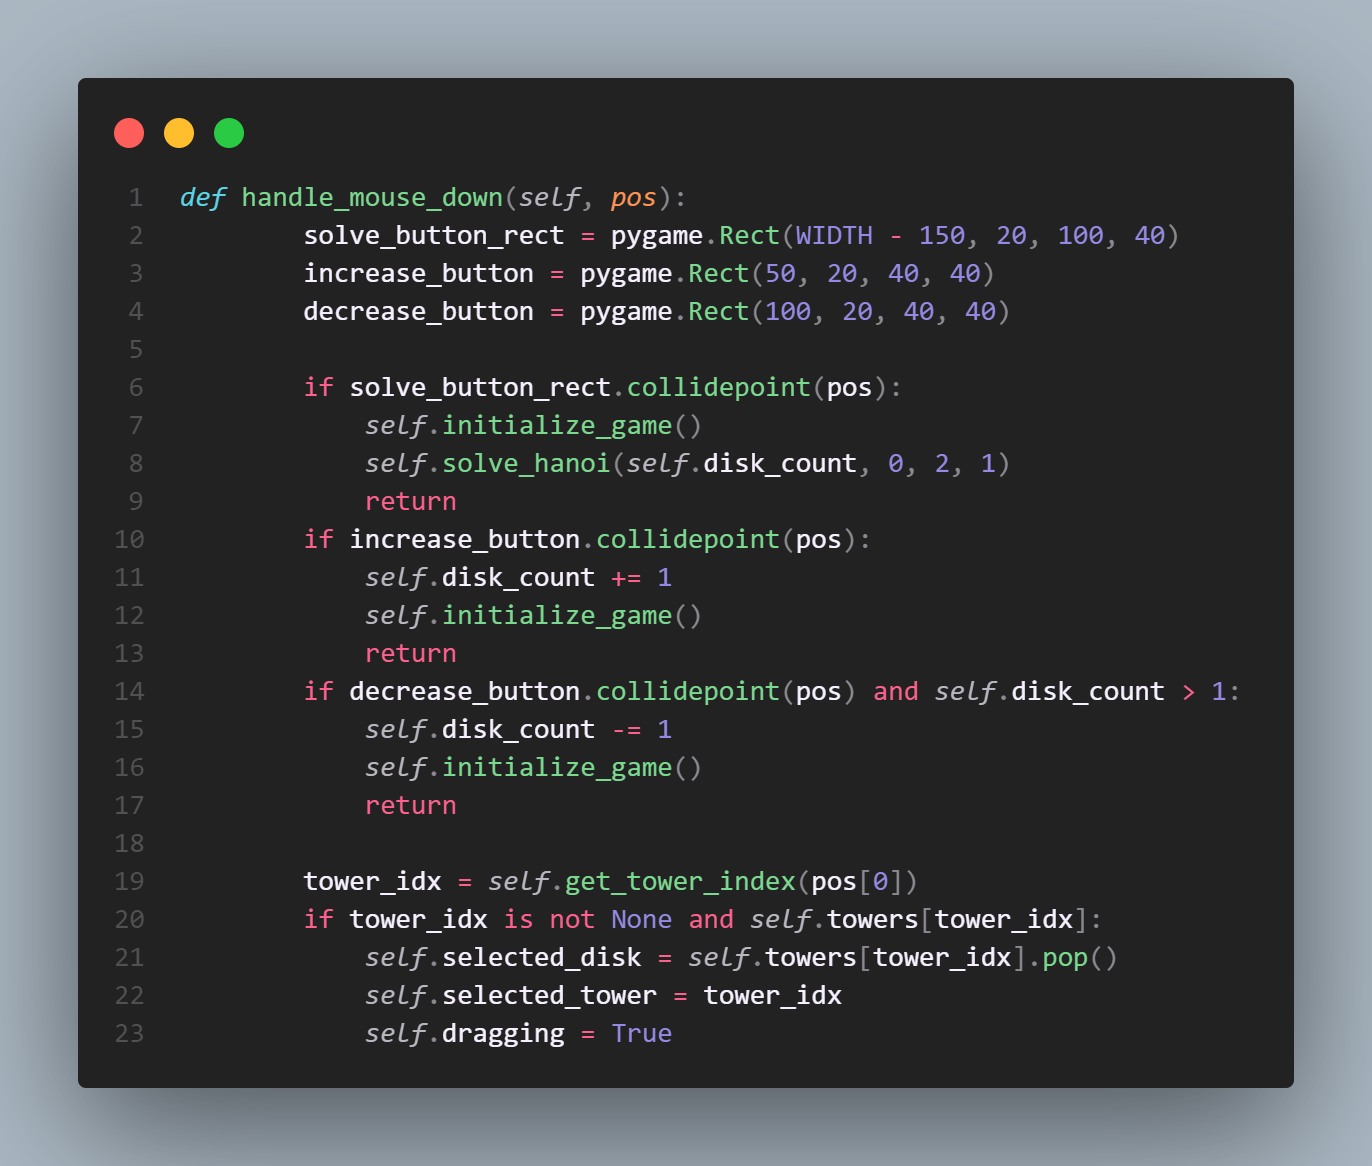 1 def handle_mouse_down(self, pos):
2         solve_button_rect = pygame.Rect(WIDTH - 150, 20, 100, 40)
3         increase_button = pygame.Rect(50, 20, 40, 40)
4         decrease_button = pygame.Rect(100, 20, 40, 40)
5
6         if solve_button_rect.collidepoint(pos):
7             self.initialize_game()
8             self.solve_hanoi(self.disk_count, 0, 2, 1)
9             return
10         if increase_button.collidepoint(pos):
11             self.disk_count += 1
12             self.initialize_game()
13             return
14         if decrease_button.collidepoint(pos) and self.disk_count > 1:
15             self.disk_count -= 1
16             self.initialize_game()
17             return
18
19         tower_idx = self.get_tower_index(pos[0])
20         if tower_idx is not None and self.towers[tower_idx]:
21             self.selected_disk = self.towers[tower_idx].pop()
22             self.selected_tower = tower_idx
23             self.dragging = True